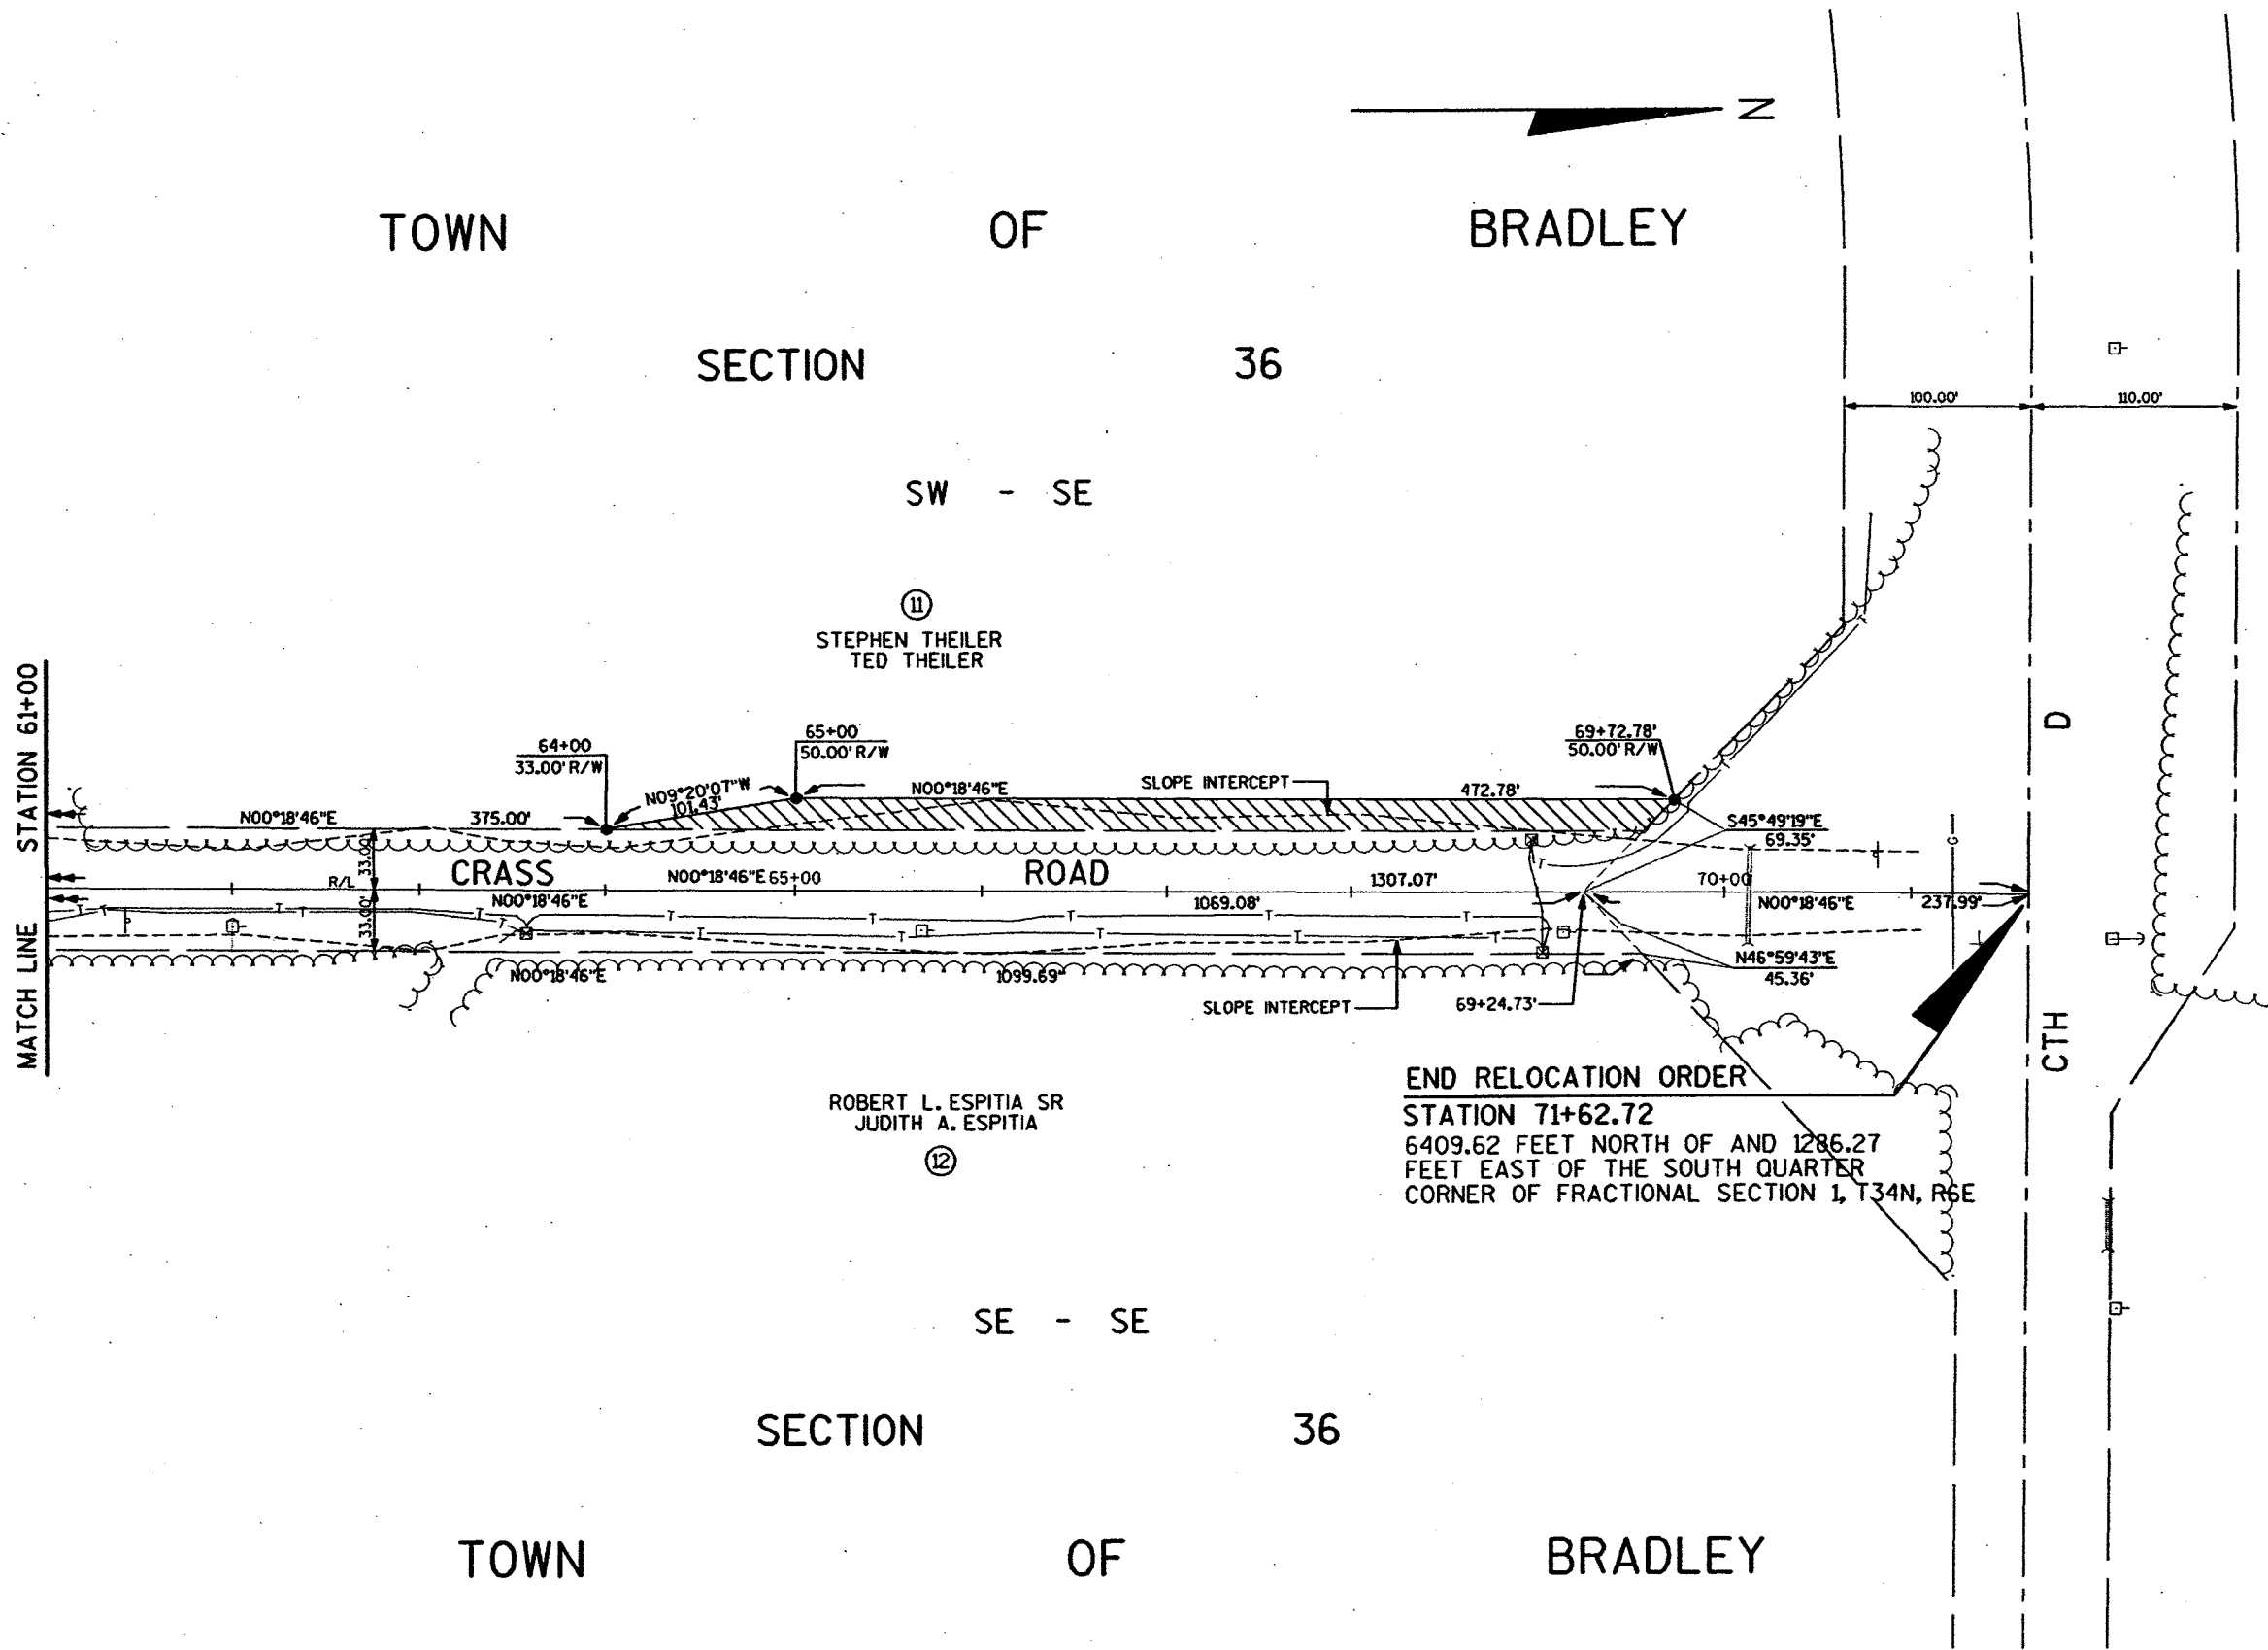 N
TOWN OF BRADLEY
SECTION 36
100.00'
110.00'
SW - SE
11
STEPHEN THEILER
TED THEILER
MATCH LINE STATION 61+00
64+00
33.00' R/W
65+00
50.00' R/W
69+72.78'
50.00' R/W
N00°18'46"E 375.00'
N09°20'07"W
101.43'
N00°18'46"E
SLOPE INTERCEPT
472.78'
S45°49'19"E
69.35'
33.00'
33.00'
CRASS ROAD
R/L
N00°18'46"E 65+00
1307.07'
70+00
N00°18'46"E
1069.08'
N00°18'46"E
237.99'
N00°18'46"E
1099.69'
SLOPE INTERCEPT
69+24.73'
N46°59'43"E
45.36'
T T T T T T T T T T T T T T T
G
CTH D
END RELOCATION ORDER
STATION 71+62.72
6409.62 FEET NORTH OF AND 1286.27
FEET EAST OF THE SOUTH QUARTER
CORNER OF FRACTIONAL SECTION 1, T34N, R6E
ROBERT L. ESPITIA SR
JUDITH A. ESPITIA
12
SE - SE
SECTION 36
TOWN OF BRADLEY